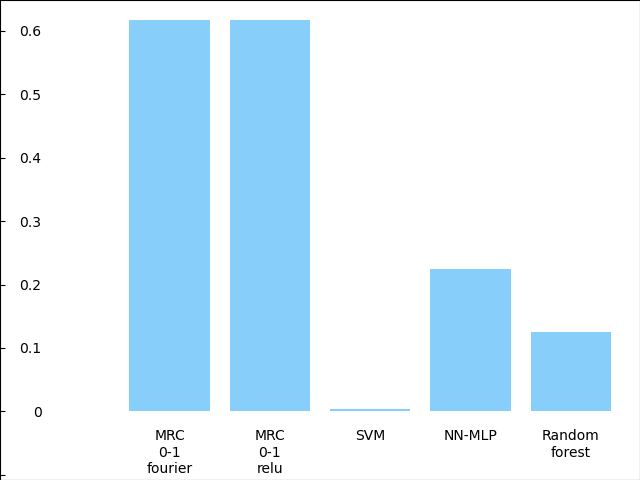 0.6
0.5
0.4
0.3
0.2
0.1
0
MRC
0-1
fourier
MRC
0-1
relu
SVM
NN-MLP
Random
forest